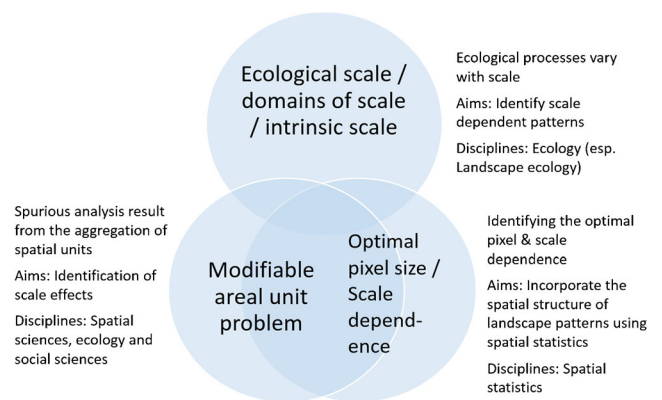 Ecological scale /
domains of scale
/ intrinsic scale
Ecological processes vary
with scale
Aims: Identify scale
dependent patterns
Disciplines: Ecology (esp.
Landscape ecology)
Spurious analysis result
from the aggregation of
spatial units
Aims: Identification of
scale effects
Disciplines: Spatial
sciences, ecology and
social sciences
Modifiable
areal unit
problem
Optimal
pixel size /
Scale
depend-
ence
Identifying the optimal
pixel & scale
dependence
Aims: Incorporate the
spatial structure of
landscape patterns using
spatial statistics
Disciplines: Spatial
statistics